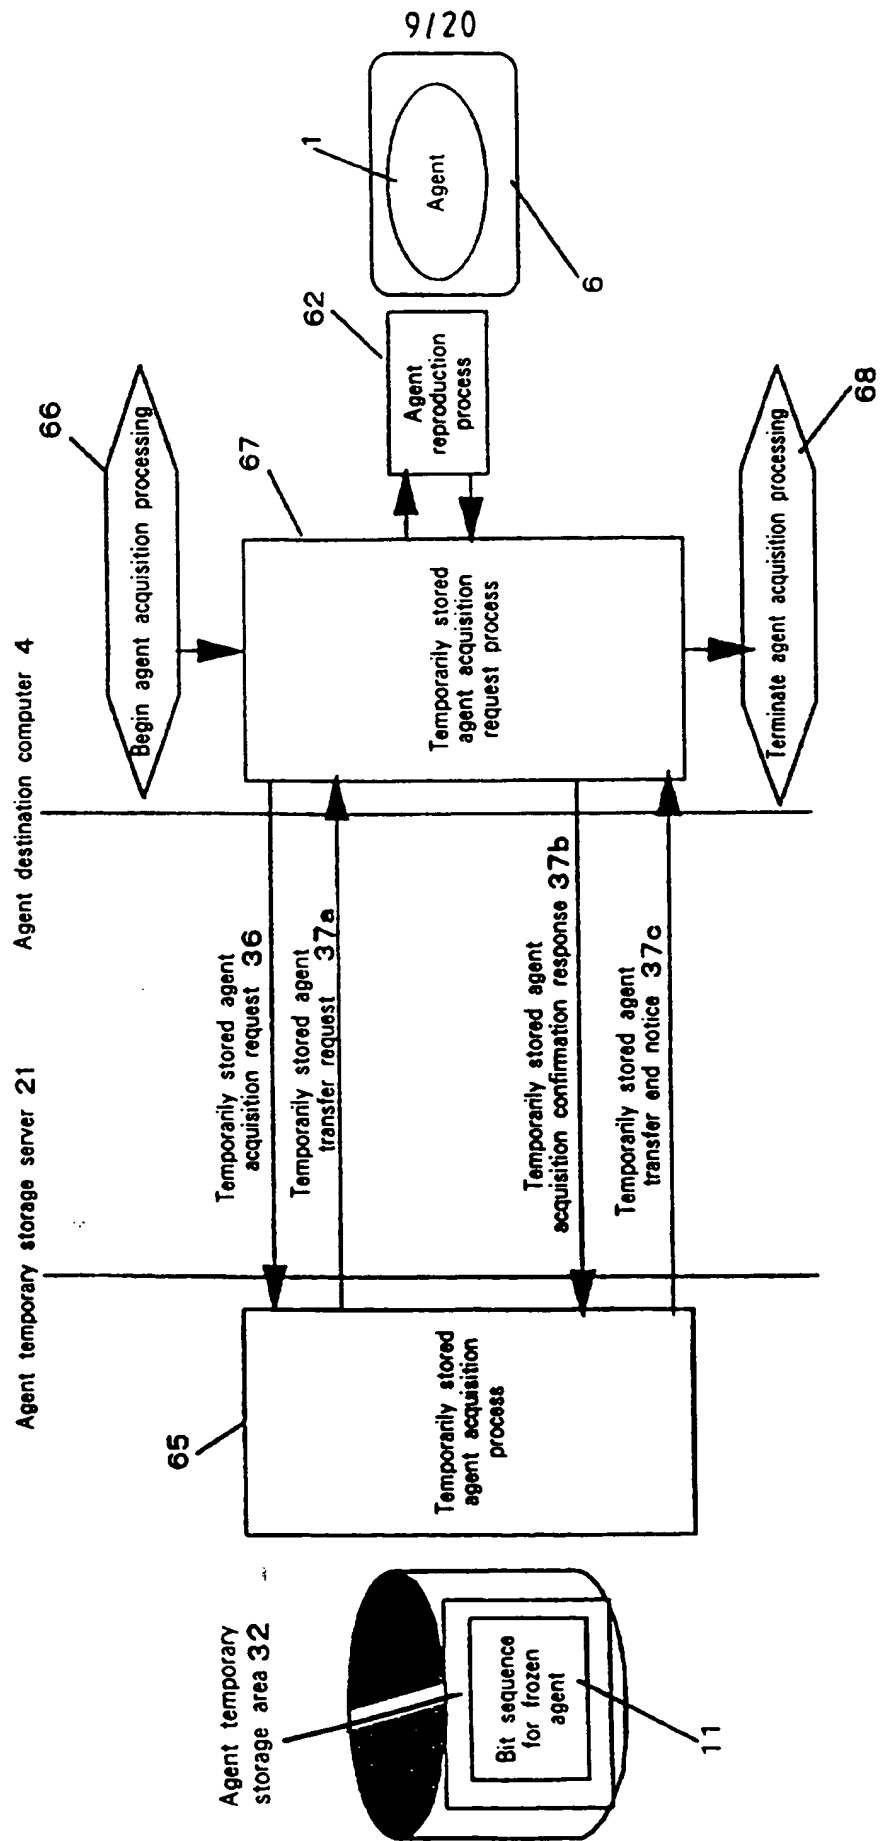 9/20
Agent temporary storage server 21
Agent destination computer 4
Agent temporary
storage area 32
Bit sequence
for frozen
agent
11
65
Temporarily stored
agent acquisition
process
Temporarily stored agent
acquisition request 36
Temporarily stored agent
transfer request 37a
Temporarily stored agent
acquisition confirmation response 37b
Temporarily stored agent
transfer end notice 37c
66
Begin agent acquisition processing
67
Temporarily stored
agent acquisition
request process
62
Agent
reproduction
process
1
Agent
6
Terminate agent acquisition processing
68